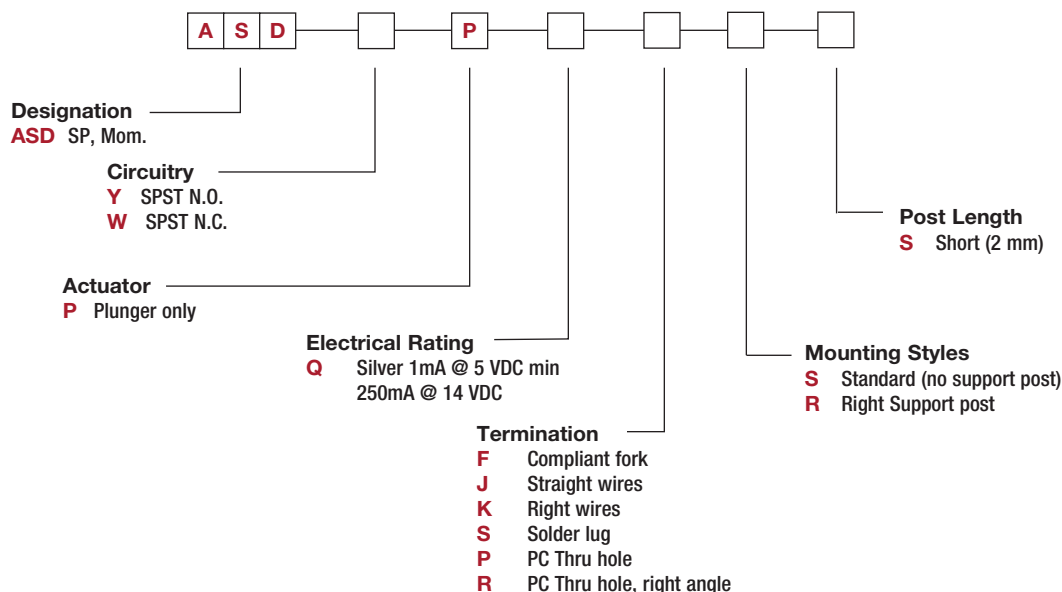 A S D P
Designation
ASD SP, Mom.
Circuitry
Y SPST N.O.
W SPST N.C.
Actuator
P Plunger only
Electrical Rating
Q Silver 1mA @ 5 VDC min
250mA @ 14 VDC
Termination
F Compliant fork
J Straight wires
K Right wires
S Solder lug
P PC Thru hole
R PC Thru hole, right angle
Mounting Styles
S Standard (no support post)
R Right Support post
Post Length
S Short (2 mm)